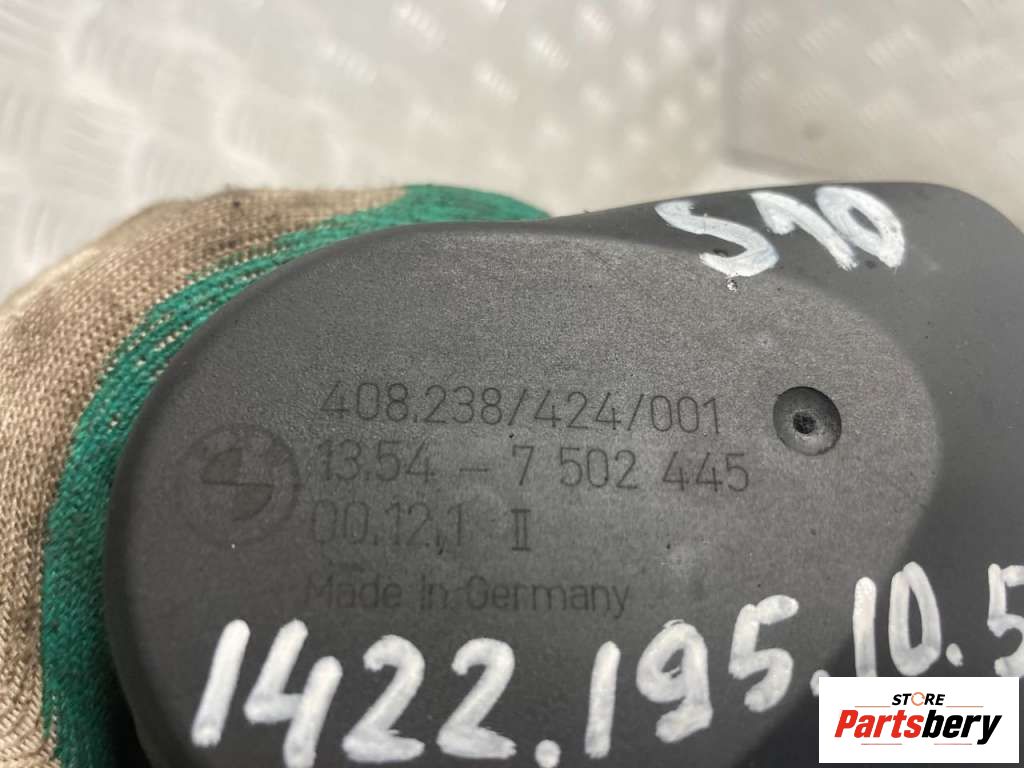 S10
408.238/424/001
13.54 - 7 502 445
00.12.1 II
Made in Germany
1422.195.10.5
STORE
Partsbery